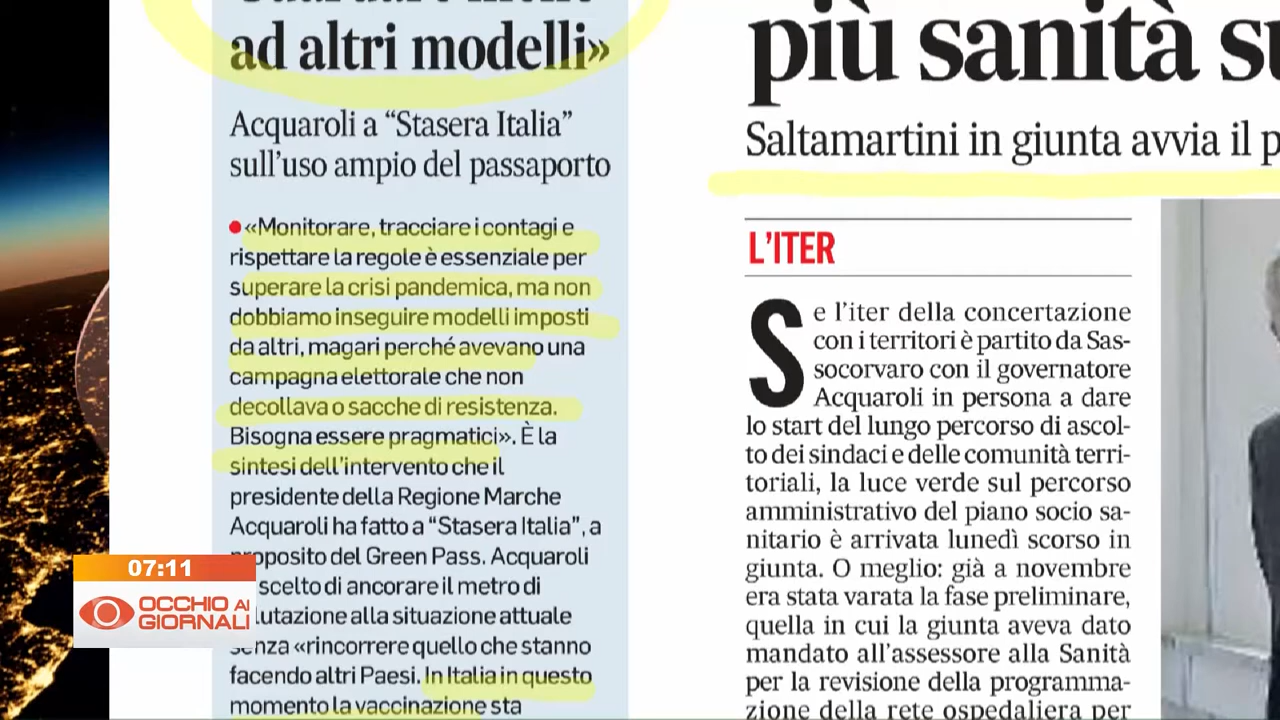 ad altri modelli»
Acquaroli a “Stasera Italia”
sull’uso ampio del passaporto
«Monitorare, tracciare i contagi e
rispettare la regole è essenziale per
superare la crisi pandemica, ma non
dobbiamo inseguire modelli imposti
da altri, magari perché avevano una
campagna elettorale che non
decollava o sacche di resistenza.
Bisogna essere pragmatici». È la
sintesi dell’intervento che il
presidente della Regione Marche
Acquaroli ha fatto a “Stasera Italia”, a
proposito del Green Pass. Acquaroli
scelto di ancorare il metro di
lutazione alla situazione attuale
senza «rincorrere quello che stanno
facendo altri Paesi. In Italia in questo
momento la vaccinazione sta
più sanità su
Saltamartini in giunta avvia il p
L’ITER
Se l’iter della concertazione
con i territori è partito da Sas-
socorvaro con il governatore
Acquaroli in persona a dare
lo start del lungo percorso di ascol-
to dei sindaci e delle comunità terri-
toriali, la luce verde sul percorso
amministrativo del piano socio sa-
nitario è arrivata lunedì scorso in
giunta. O meglio: già a novembre
era stata varata la fase preliminare,
quella in cui la giunta aveva dato
mandato all’assessore alla Sanità
per la revisione della programma-
zione della rete ospedaliera per
07:11
OCCHIO AI
GIORNALI